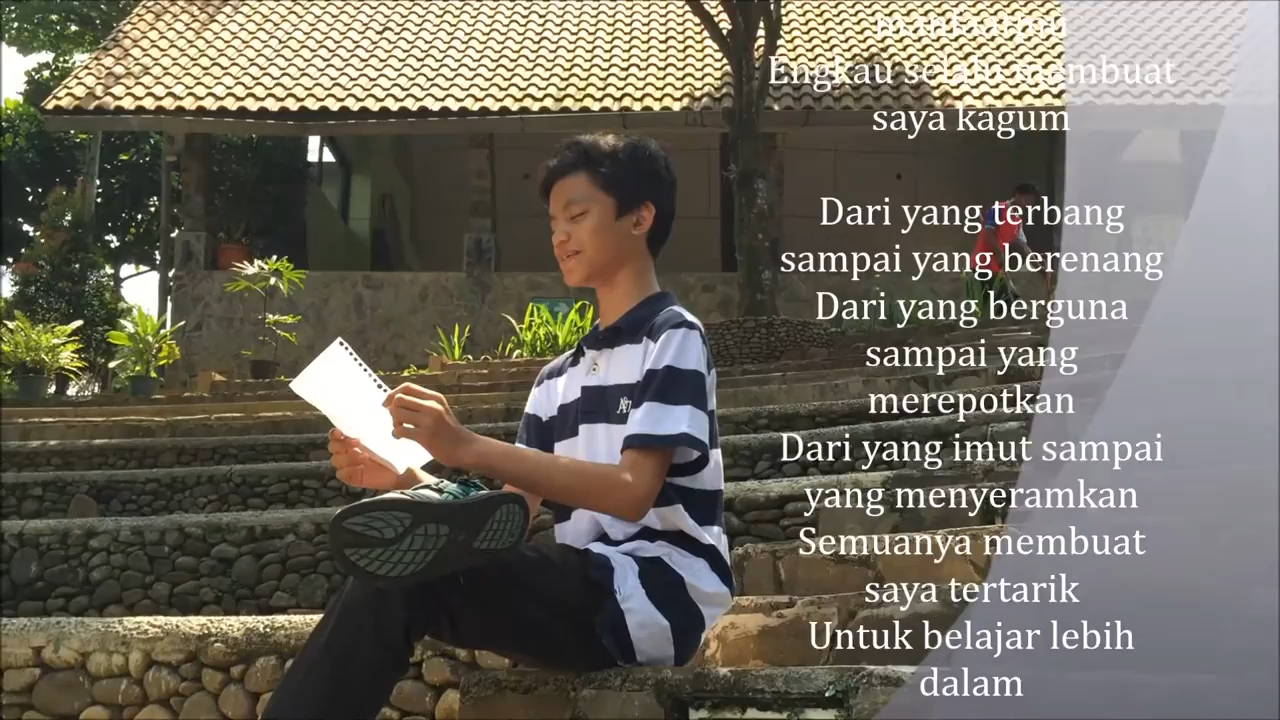 manfaatmu
Engkau selalu membuat
saya kagum
Dari yang terbang
sampai yang berenang
Dari yang berguna
sampai yang
merepotkan
Dari yang imut sampai
yang menyeramkan
Semuanya membuat
saya tertarik
Untuk belajar lebih
dalam